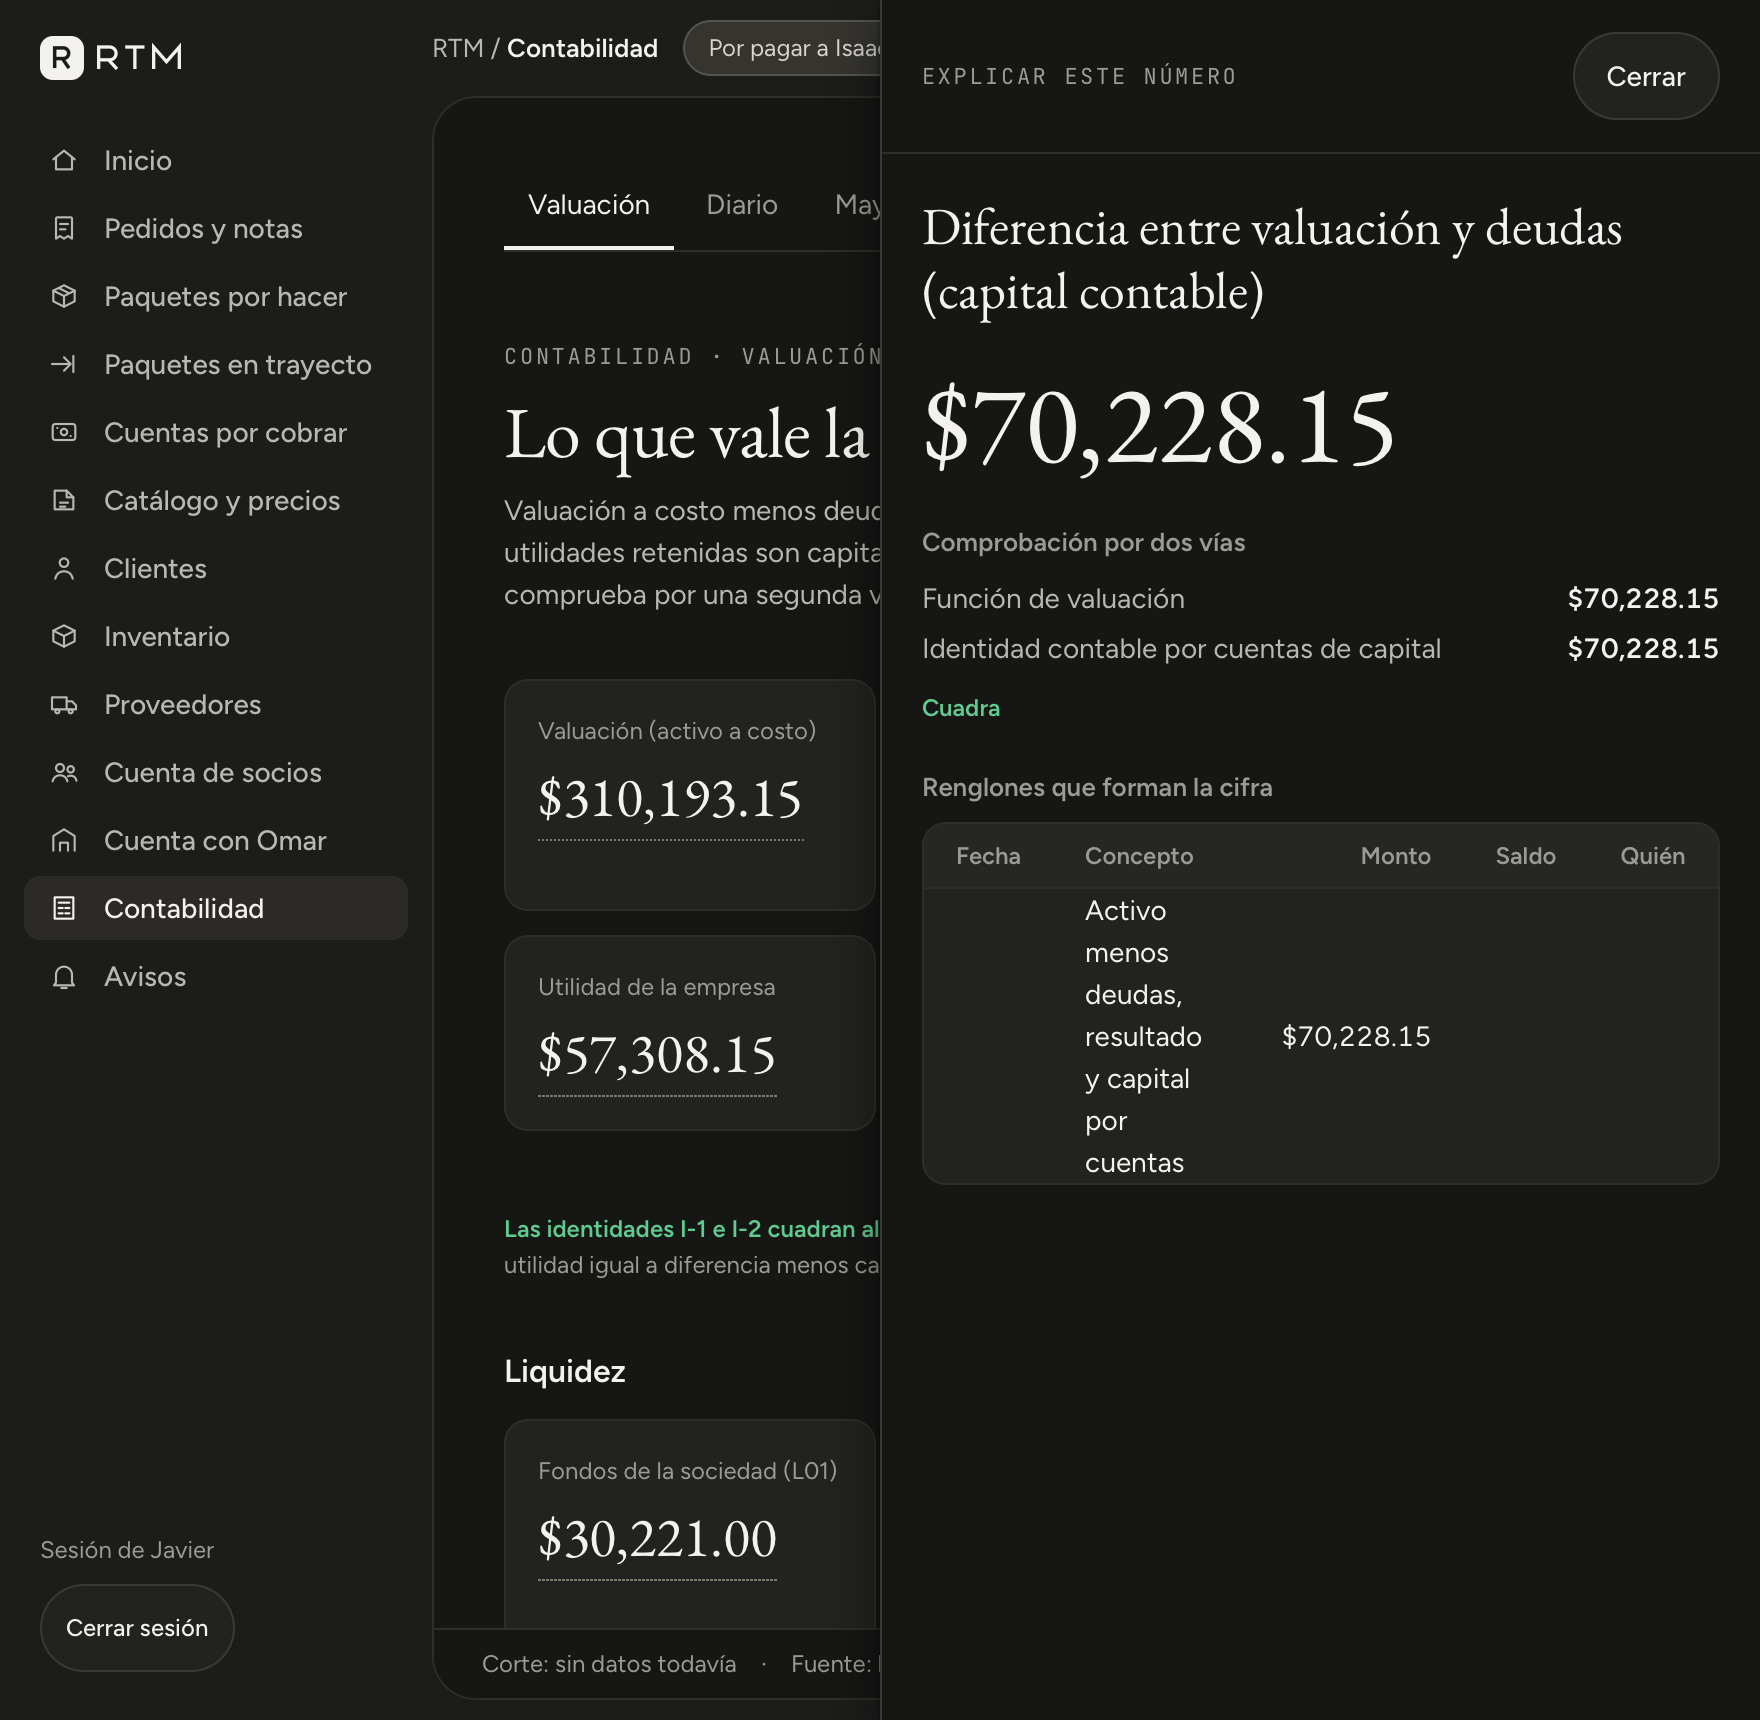 R RTM
Inicio
Pedidos y notas
Paquetes por hacer
Paquetes en trayecto
Cuentas por cobrar
Catálogo y precios
Clientes
Inventario
Proveedores
Cuenta de socios
Cuenta con Omar
Contabilidad
Avisos
Sesión de Javier
Cerrar sesión
RTM / Contabilidad
Por pagar a
Valuación Diario
CONTABILIDAD · VALUACIÓN
Lo que vale la
Valuación a costo menos
utilidades retenidas son
comprueba por una segunda
Valuación (activo a costo)
$310,193.15
Utilidad de la empresa
$57,308.15
Las identidades I-1 e I-2 cuadran al
utilidad igual a diferencia menos
Liquidez
Fondos de la sociedad (L01)
$30,221.00
Corte: sin datos todavía · Fuente:
EXPLICAR ESTE NÚMERO
Cerrar
Diferencia entre valuación y deudas
(capital contable)
$70,228.15
Comprobación por dos vías
Función de valuación $70,228.15
Identidad contable por cuentas de capital $70,228.15
Cuadra
Renglones que forman la cifra
Fecha Concepto Monto Saldo Quién
Activo
menos
deudas,
resultado $70,228.15
y capital
por
cuentas